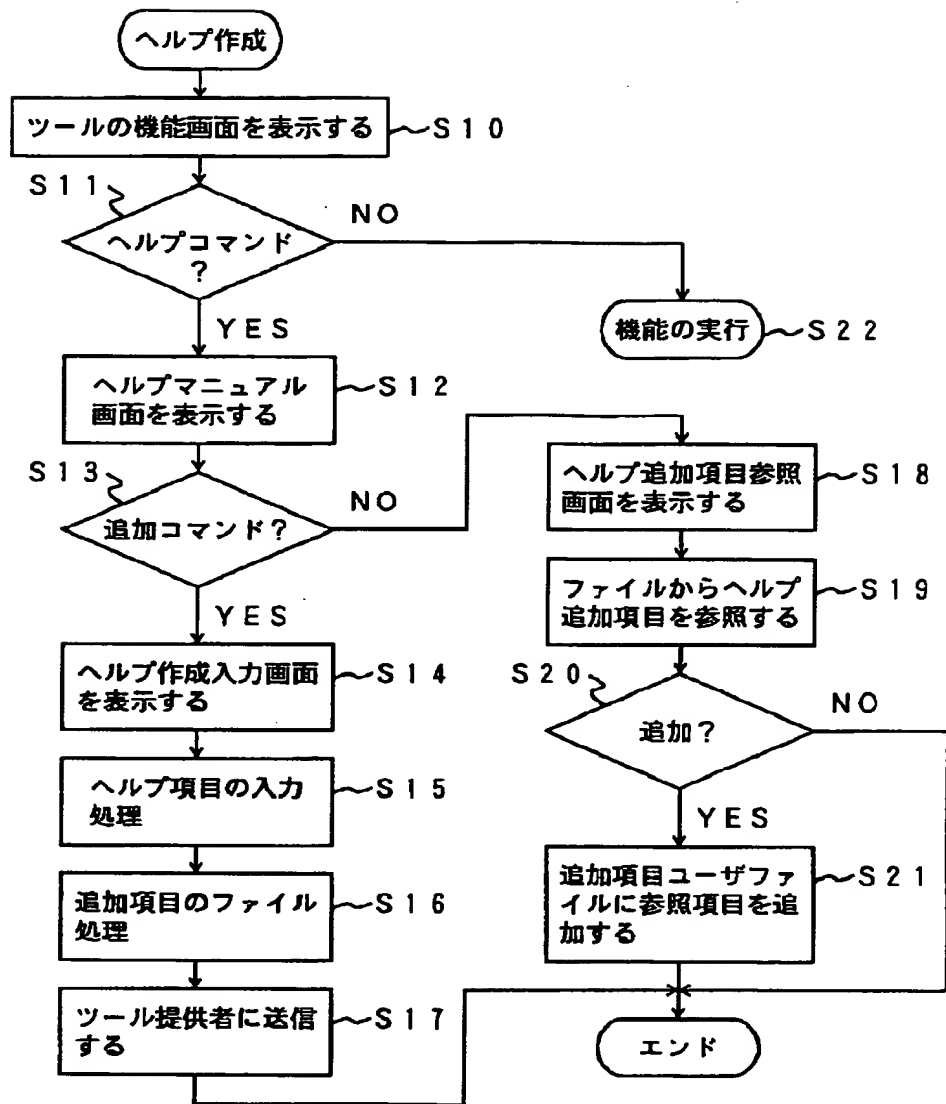 ヘルプ作成
ツールの機能画面を表示する
S10
S11
ヘルプコマンド
?
NO
YES
機能の実行
S22
ヘルプマニュアル
画面を表示する
S12
S13
追加コマンド?
NO
YES
ヘルプ作成入力画面
を表示する
S14
ヘルプ項目の入力
処理
S15
追加項目のファイル
処理
S16
ツール提供者に送信
する
S17
ヘルプ追加項目参照
画面を表示する
S18
ファイルからヘルプ
追加項目を参照する
S19
S20
追加?
NO
YES
追加項目ユーザファ
イルに参照項目を追
加する
S21
エンド